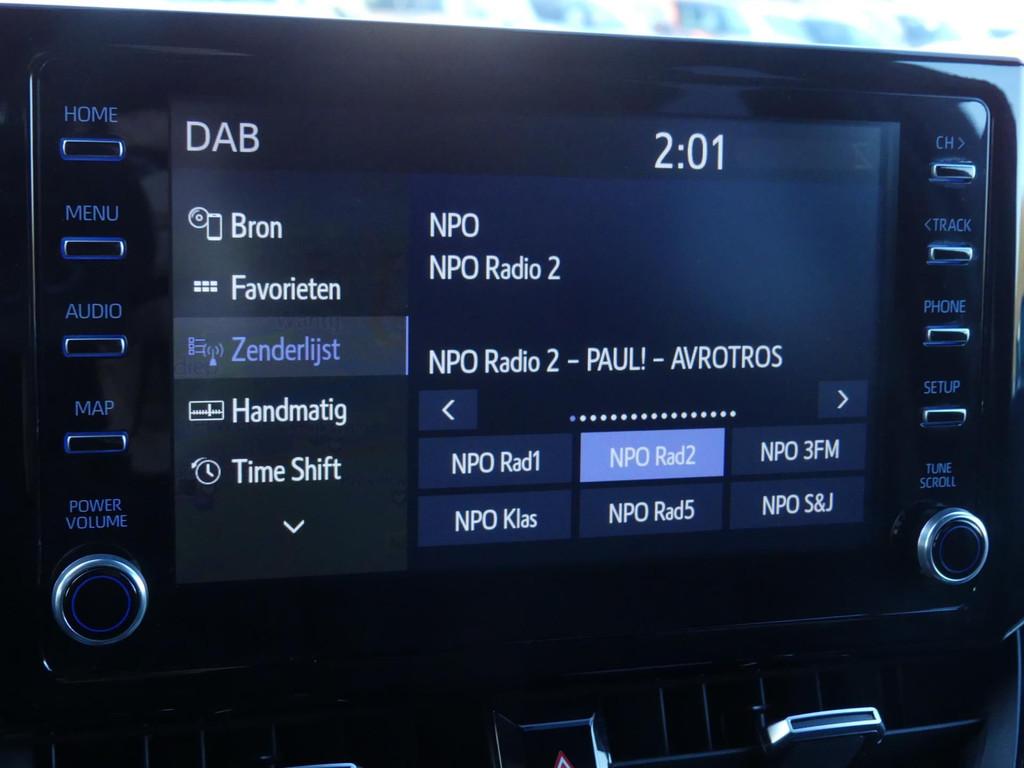 HOME
MENU
AUDIO
MAP
POWER
VOLUME
DAB
2:01
Bron
Favorieten
Zenderlijst
Handmatig
Time Shift
NPO
NPO Radio 2
NPO Radio 2 – PAUL! – AVROTROS
NPO Rad1
NPO Rad2
NPO 3FM
NPO Klas
NPO Rad5
NPO S&J
CH >
< TRACK
PHONE
SETUP
TUNE
SCROLL